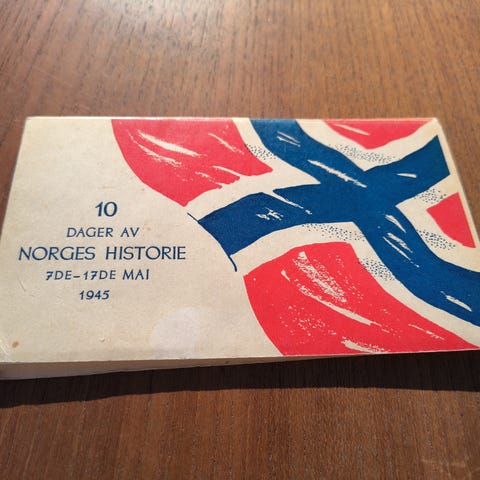 10
DAGER AV
NORGES HISTORIE
7DE-17DE MAI
1945